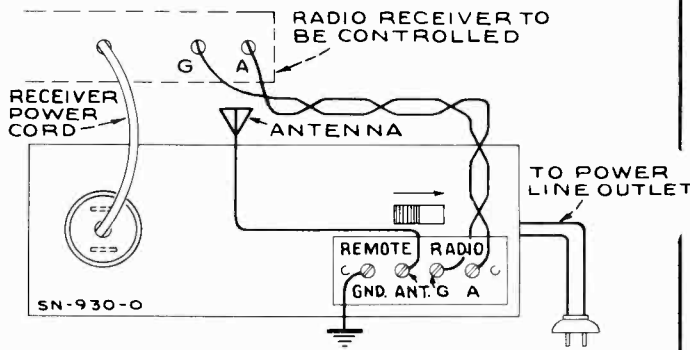 RADIO RECEIVER TO
BE CONTROLLED
G A
RECEIVER
POWER
CORD
ANTENNA
TO POWER
LINE OUTLET
REMOTE RADIO
GND. ANT. G A
SN-930-0